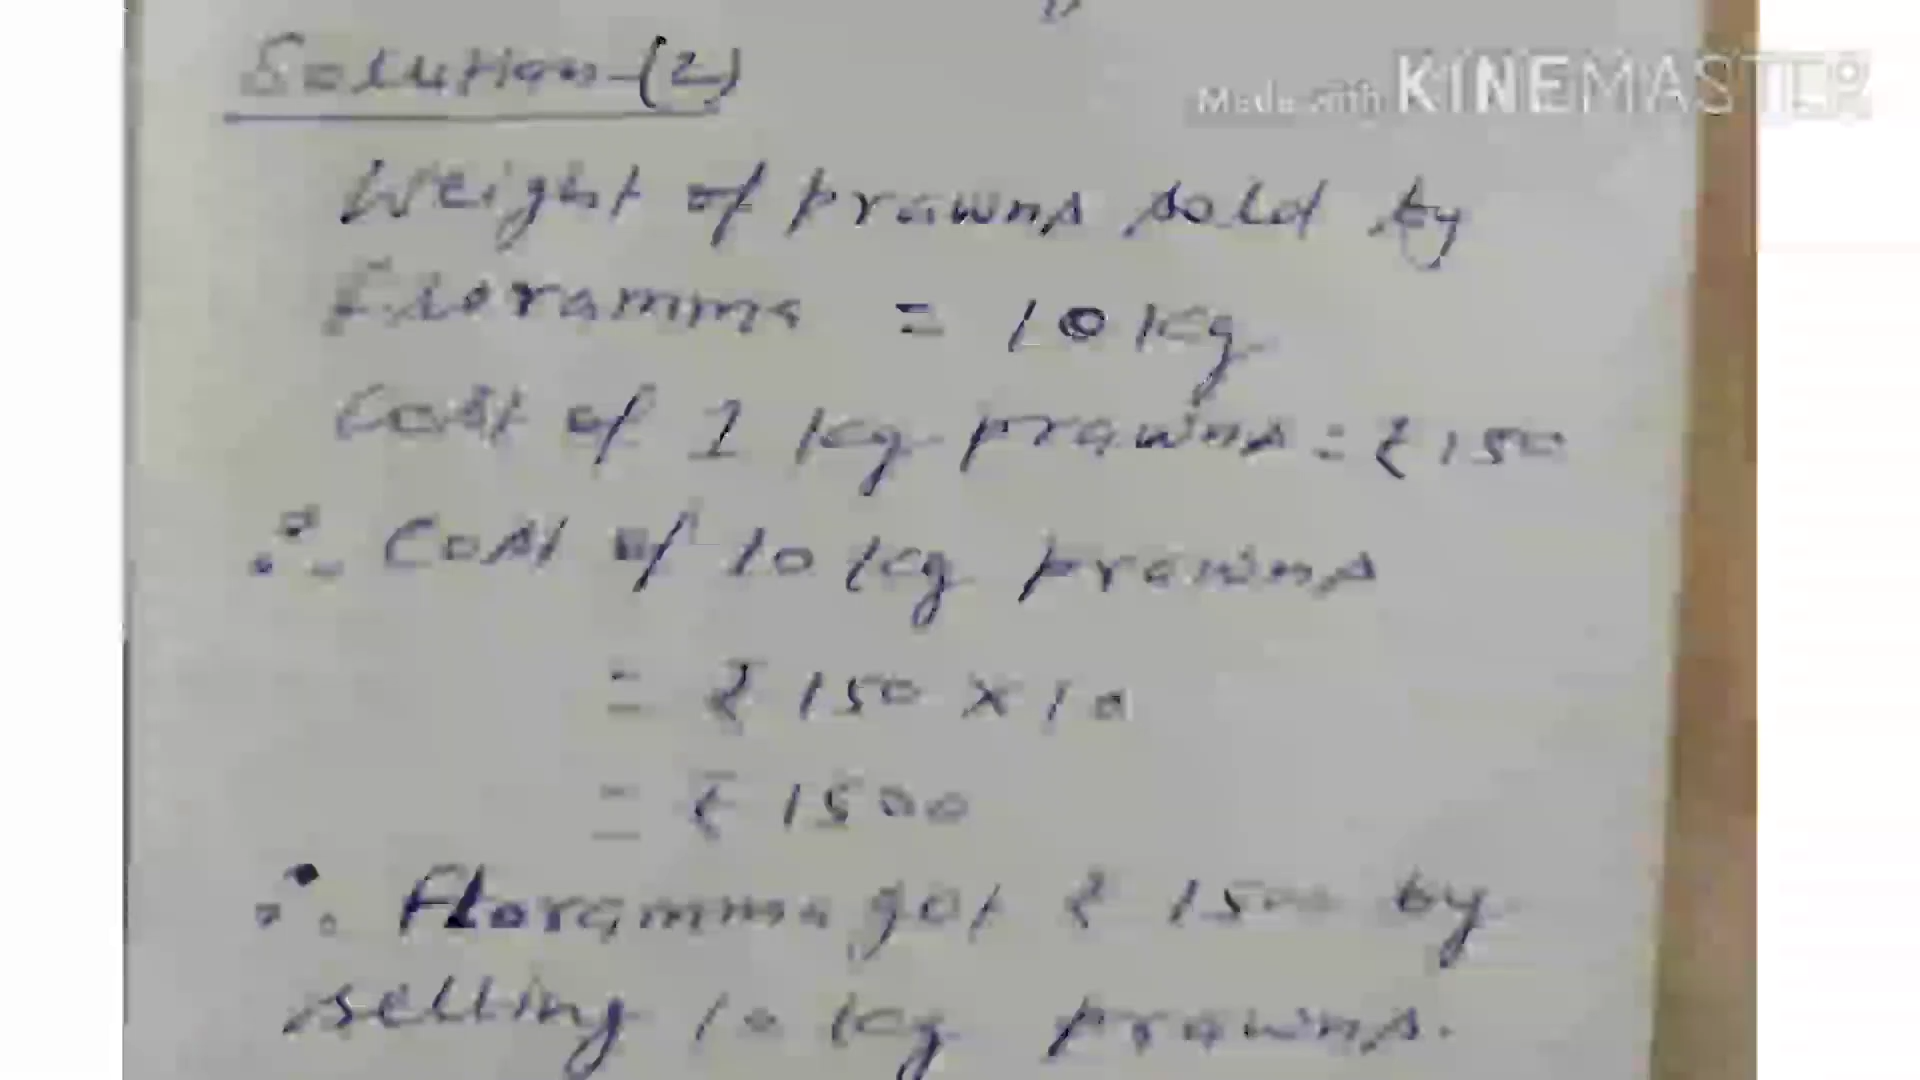 Solution-(2)
Made with KINEMASTER
Weight of prawns sold by
Floramma = 10 kg
Cost of 1 kg prawns = ₹ 150
∴ Cost of 10 kg prawns
= ₹ 150 × 10
= ₹ 1500
∴ Floramma got ₹ 1500 by
selling 10 kg prawns.